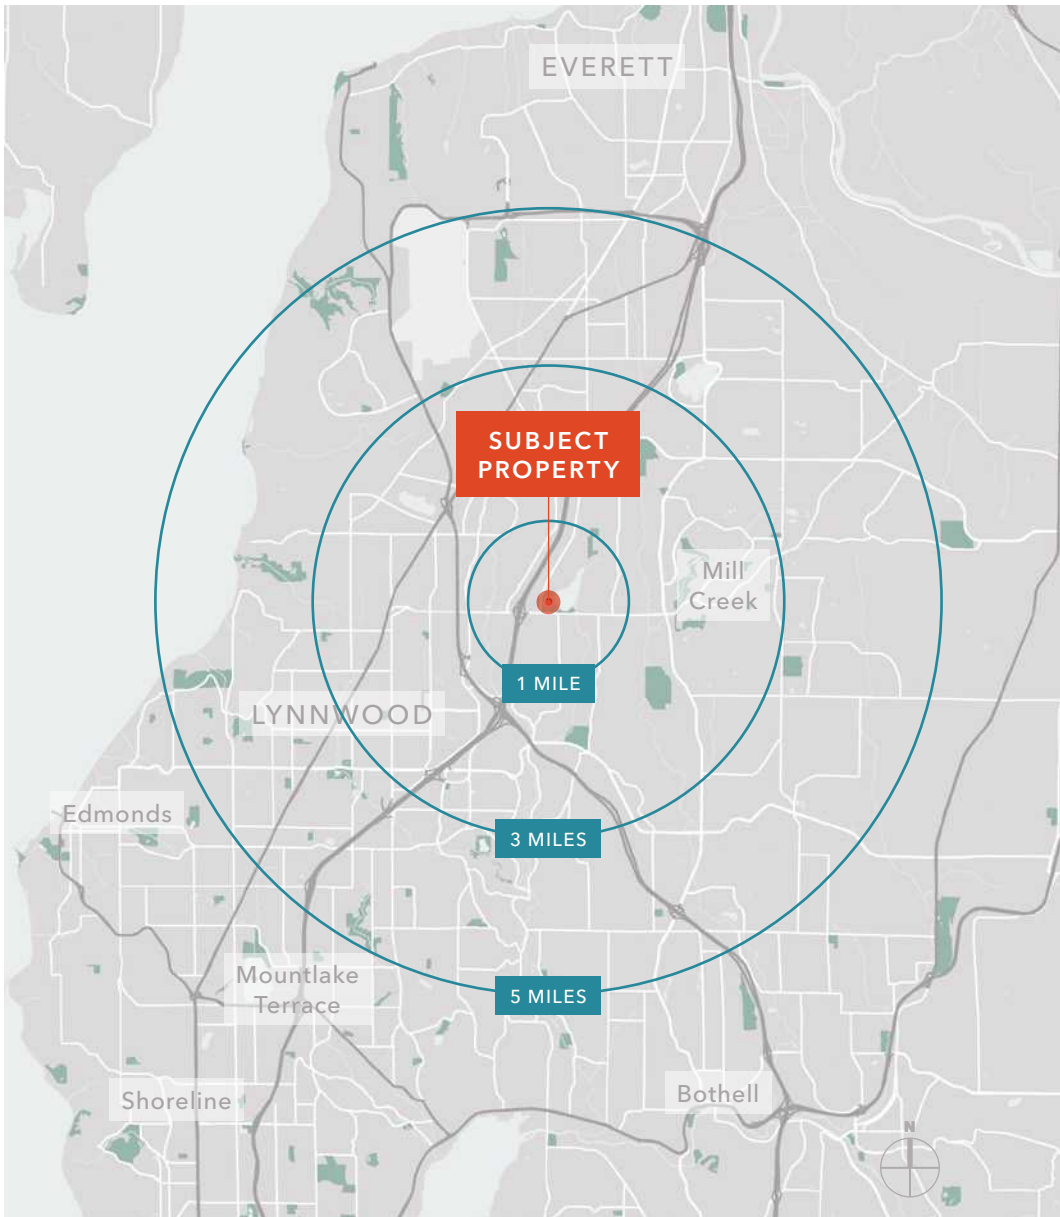 EVERETT
SUBJECT
PROPERTY
Mill
Creek
1 MILE
LYNNWOOD
Edmonds
3 MILES
Mountlake
Terrace
5 MILES
Shoreline
Bothell
N